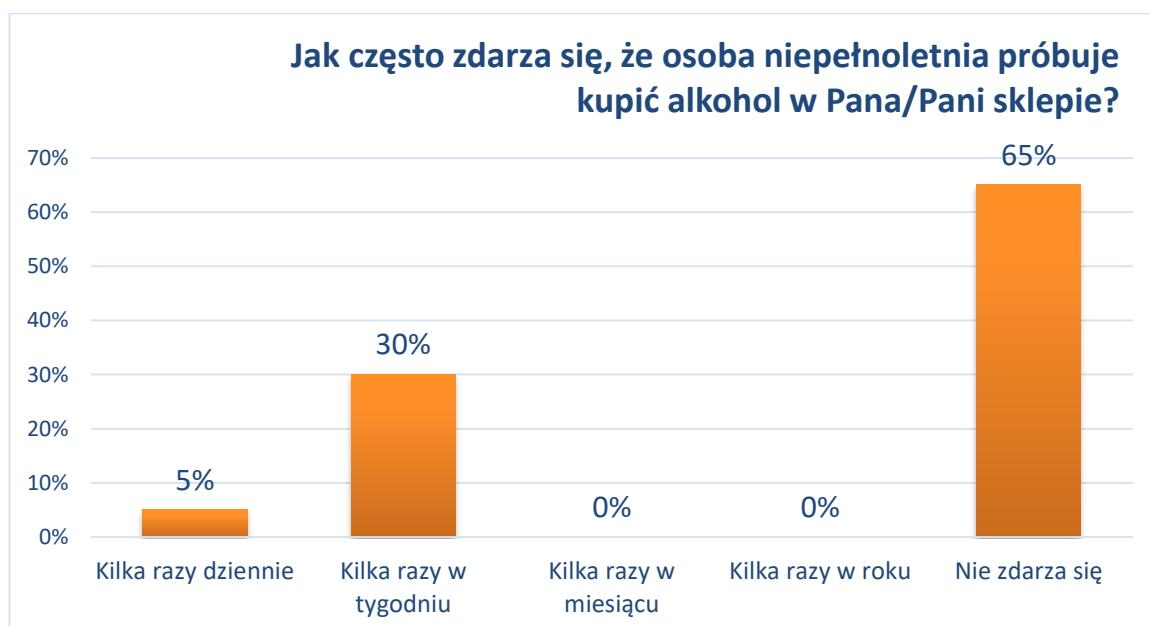 Jak często zdarza się, że osoba niepełnoletnia próbuje
kupić alkohol w Pana/Pani sklepie?
70%
60%
50%
40%
30%
20%
10%
0%
5%
30%
0%
0%
65%
Kilka razy dziennie
Kilka razy w
tygodniu
Kilka razy w
miesiącu
Kilka razy w roku
Nie zdarza się